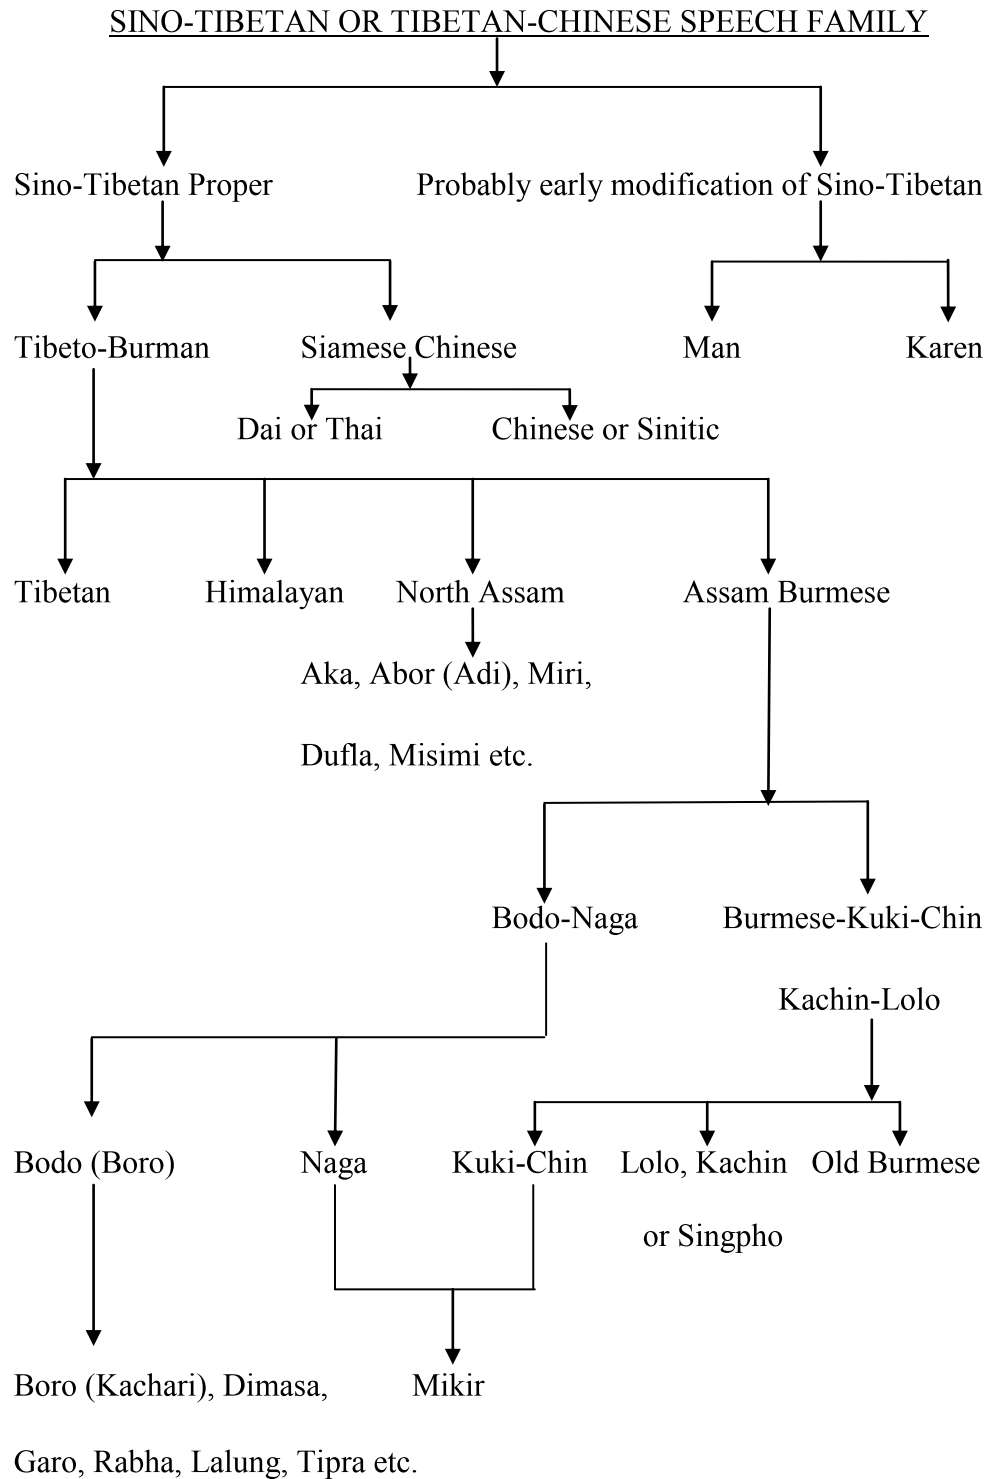 SINO-TIBETAN OR TIBETAN-CHINESE SPEECH FAMILY
Sino-Tibetan Proper
Probably early modification of Sino-Tibetan
Tibeto-Burman
Siamese Chinese
Man
Karen
Dai or Thai
Chinese or Sinitic
Tibetan
Himalayan
North Assam
Assam Burmese
Aka, Abor (Adi), Miri,
Dufla, Misimi etc.
Bodo-Naga
Burmese-Kuki-Chin
Kachin-Lolo
Bodo (Boro)
Naga
Kuki-Chin
Lolo, Kachin
Old Burmese
or Singpho
Boro (Kachari), Dimasa,
Mikir
Garo, Rabha, Lalung, Tipra etc.